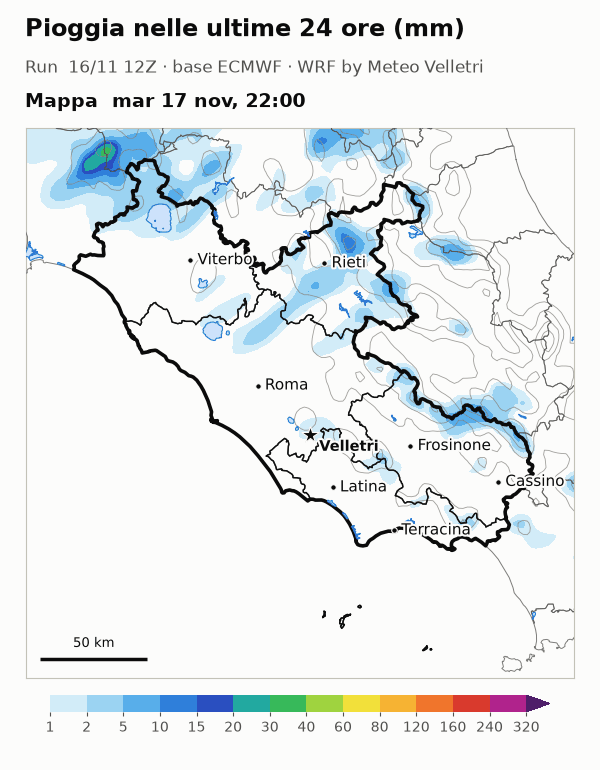 Pioggia nelle ultime 24 ore (mm)
Run 16/11 12Z · base ECMWF · WRF by Meteo Velletri
Mappa mar 17 nov, 22:00
Viterbo
Rieti
Roma
Velletri
Frosinone
Latina
Cassino
Terracina
50 km
1 2 5 10 15 20 30 40 60 80 120 160 240 320